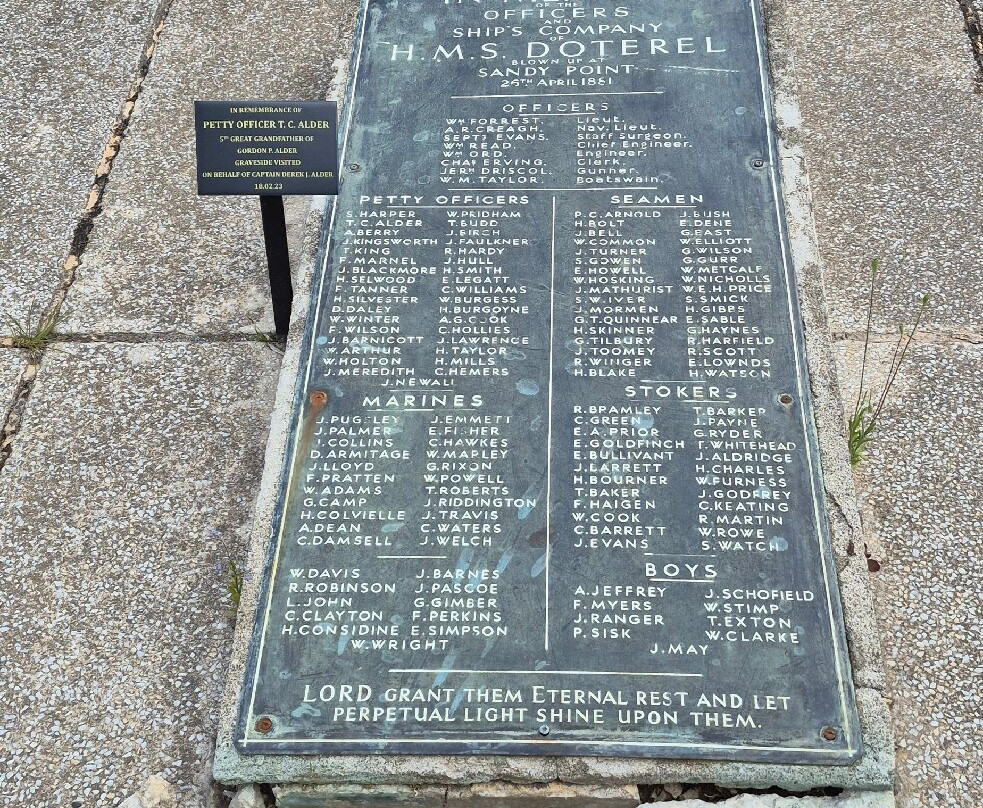 OF THE
OFFICERS
AND
SHIP'S COMPANY
OF
H.M.S. DOTEREL
BLOWN UP AT
SANDY POINT
26TH APRIL 1881
OFFICERS
WM FORREST. Lieut.
A.R. CREAGH. Nav. Lieut.
SEPTS EVANS. Staff Surgeon.
WM READ. Chief Engineer.
WM ORD. Engineer.
CHAS ERVING. Clerk.
JERH DRISCOL. Gunner.
W.M. TAYLOR. Boatswain.
PETTY OFFICERS
S.HARPER W.PRIDHAM
T.C.ALDER T.BUDD
A.BERRY J.BIRCH
J.KINGSWORTH J.FAULKNER
T.KING R.HARDY
F.MARNEL J.HULL
J.BLACKMORE H.SMITH
H.SELWOOD E.LEGATT
F.TANNER C.WILLIAMS
H.SILVESTER W.BURGESS
D.DALEY H.BURGOYNE
W.WINTER A.G.COOK
F.WILSON C.HOLLIES
J.BARNICOTT J.LAWRENCE
W.ARTHUR H.TAYLOR
W.HOLTON H.MILLS
J.MEREDITH C.HEMERS
J.NEWALL
MARINES
J.PUGSLEY J.EMMETT
J.PALMER E.FISHER
J.COLLINS C.HAWKES
D.ARMITAGE W.MAPLEY
J.LLOYD G.RIXON
F.PRATTEN W.POWELL
W.ADAMS T.ROBERTS
G.CAMP J.RIDDINGTON
H.COLVIELLE J.TRAVIS
A.DEAN C.WATERS
C.DAMSELL J.WELCH
W.DAVIS J.BARNES
R.ROBINSON J.PASCOE
L.JOHN G.GIMBER
C.CLAYTON F.PERKINS
H.CONSIDINE E.SIMPSON
W.WRIGHT
SEAMEN
P.C.ARNOLD J.BUSH
H.BOLT E.DENE
J.BELL G.EAST
W.COMMON W.ELLIOTT
J.TURNER G.WILSON
S.GOWEN G.GURR
E.HOWELL W.METCALF
W.HOSKING W.NICHOLLS
J.MATHURIST W.E.H.PRICE
S.W.IVER S.SMICK
J.MORMEN H.GIBBS
G.T.QUINNEAR E.SABLE
H.SKINNER G.HAYNES
G.TILBURY R.HARFIELD
J.TOOMEY R.SCOTT
R.WINGER E.LOWNDS
H.BLAKE H.WATSON
STOKERS
R.BRAMLEY T.BARKER
C.GREEN J.PAYNE
E.A.PRIOR G.RYDER
E.GOLDFINCH T.WHITEHEAD
E.BULLIVANT J.ALDRIDGE
J.LARRETT H.CHARLES
H.BOURNER W.FURNESS
T.BAKER J.GODFREY
F.HAIGEN C.KEATING
W.COOK R.MARTIN
C.BARRETT W.ROWE
J.EVANS S.WATCH
BOYS
A.JEFFREY J.SCHOFIELD
F.MYERS W.STIMP
J.RANGER T.EXTON
P.SISK W.CLARKE
J.MAY
LORD GRANT THEM ETERNAL REST AND LET
PERPETUAL LIGHT SHINE UPON THEM.
IN REMEMBRANCE OF
PETTY OFFICER T. C. ALDER
5TH GREAT GRANDFATHER OF
GORDON P. ALDER
GRAVESIDE VISITED
ON BEHALF OF CAPTAIN DEREK J. ALDER
18.02.23